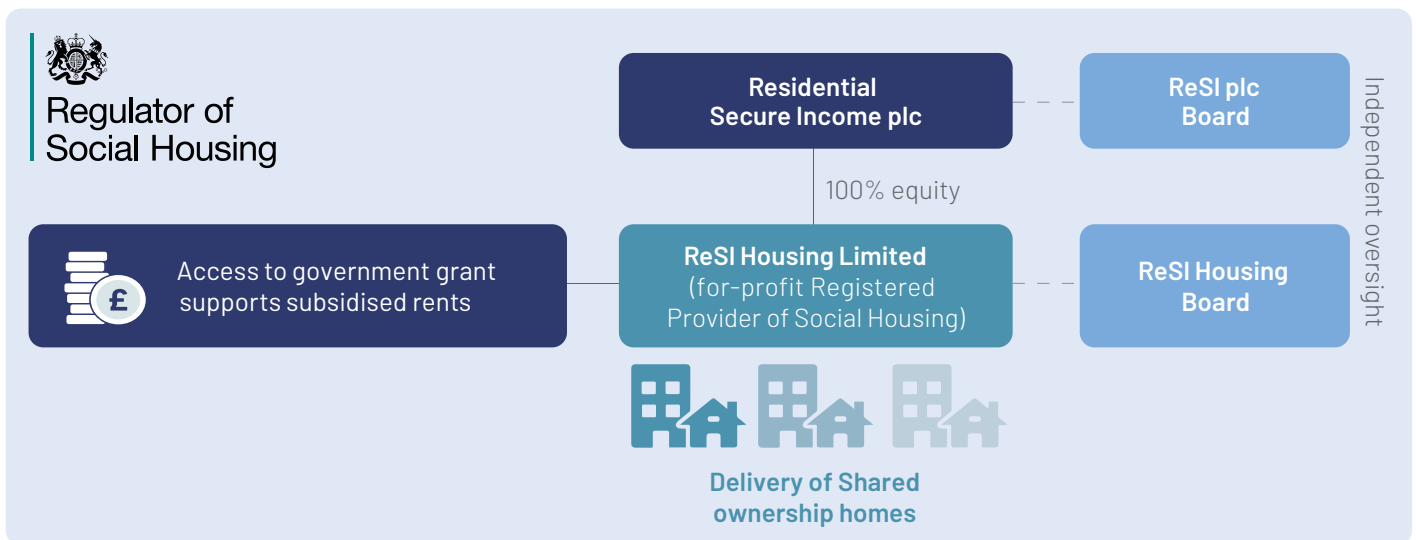 Regulator of
Social Housing
Residential
Secure Income plc
ReSI plc
Board
Independent oversight
100% equity
£
Access to government grant
supports subsidised rents
ReSI Housing Limited
(for-profit Registered
Provider of Social Housing)
ReSI Housing
Board
Delivery of Shared
ownership homes